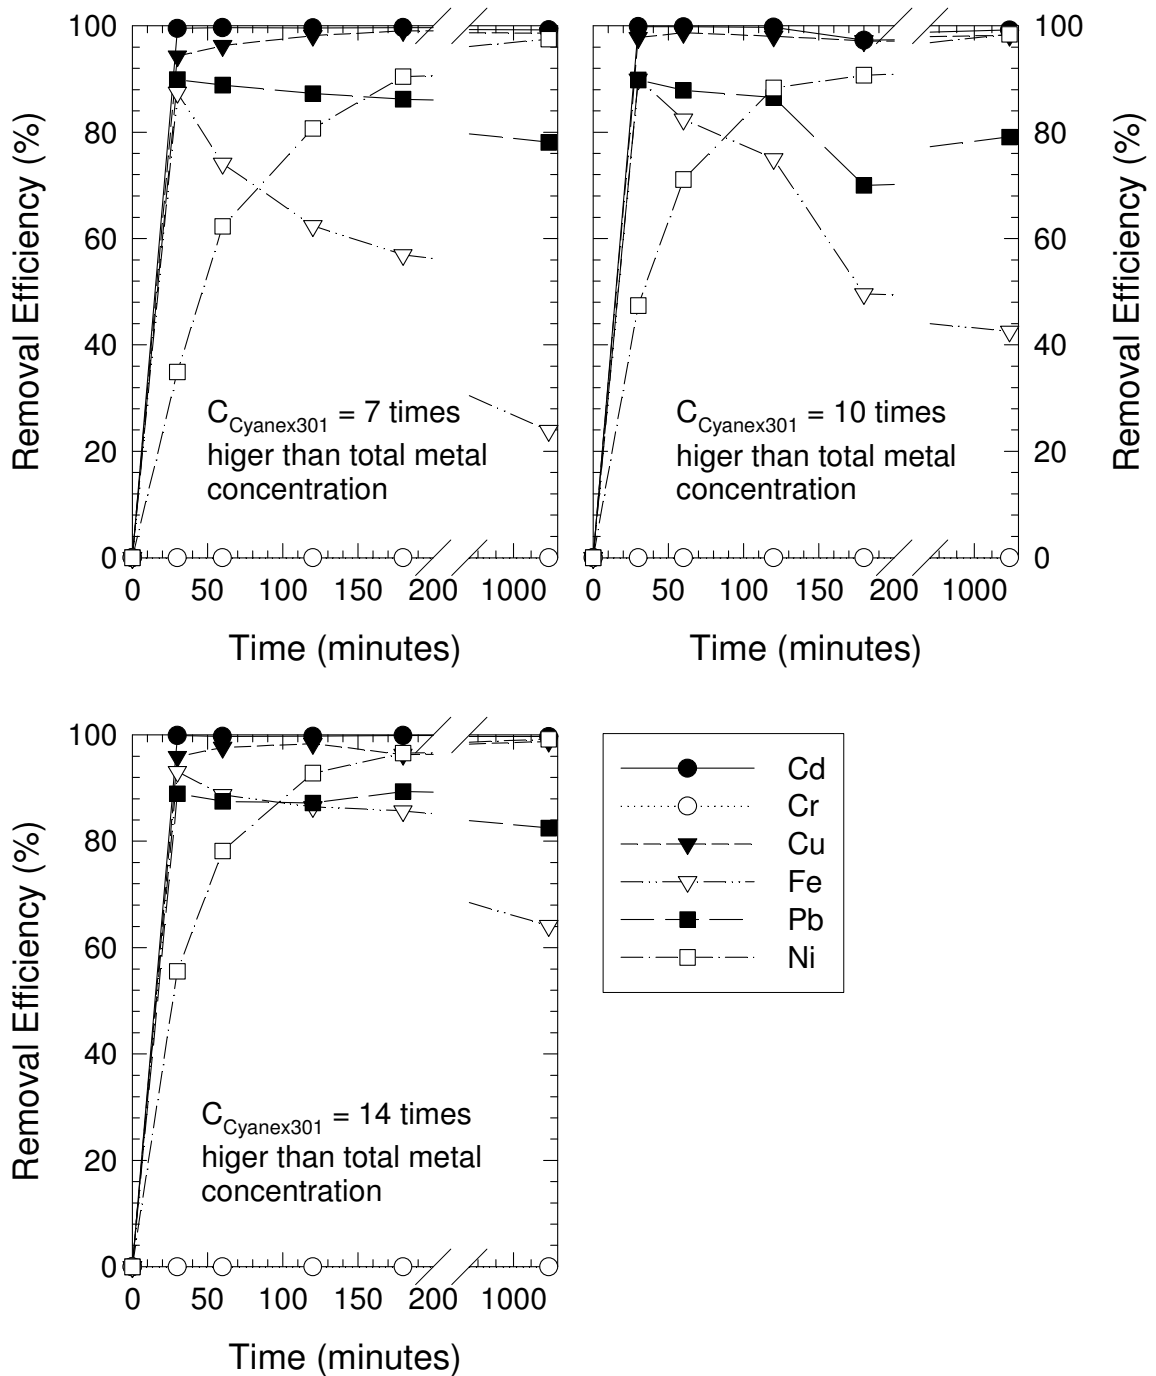 100
80
60
40
20
0
Removal Efficiency (%)
C Cyanex301 = 7 times
higer than total metal
concentration
0 50 100 150 200 1000
Time (minutes)
C Cyanex301 = 10 times
higer than total metal
concentration
0 50 100 150 200 1000
Time (minutes)
100
80
60
40
20
0
Removal Efficiency (%)
100
80
60
40
20
0
Removal Efficiency (%)
C Cyanex301 = 14 times
higer than total metal
concentration
0 50 100 150 200 1000
Time (minutes)
Cd
Cr
Cu
Fe
Pb
Ni